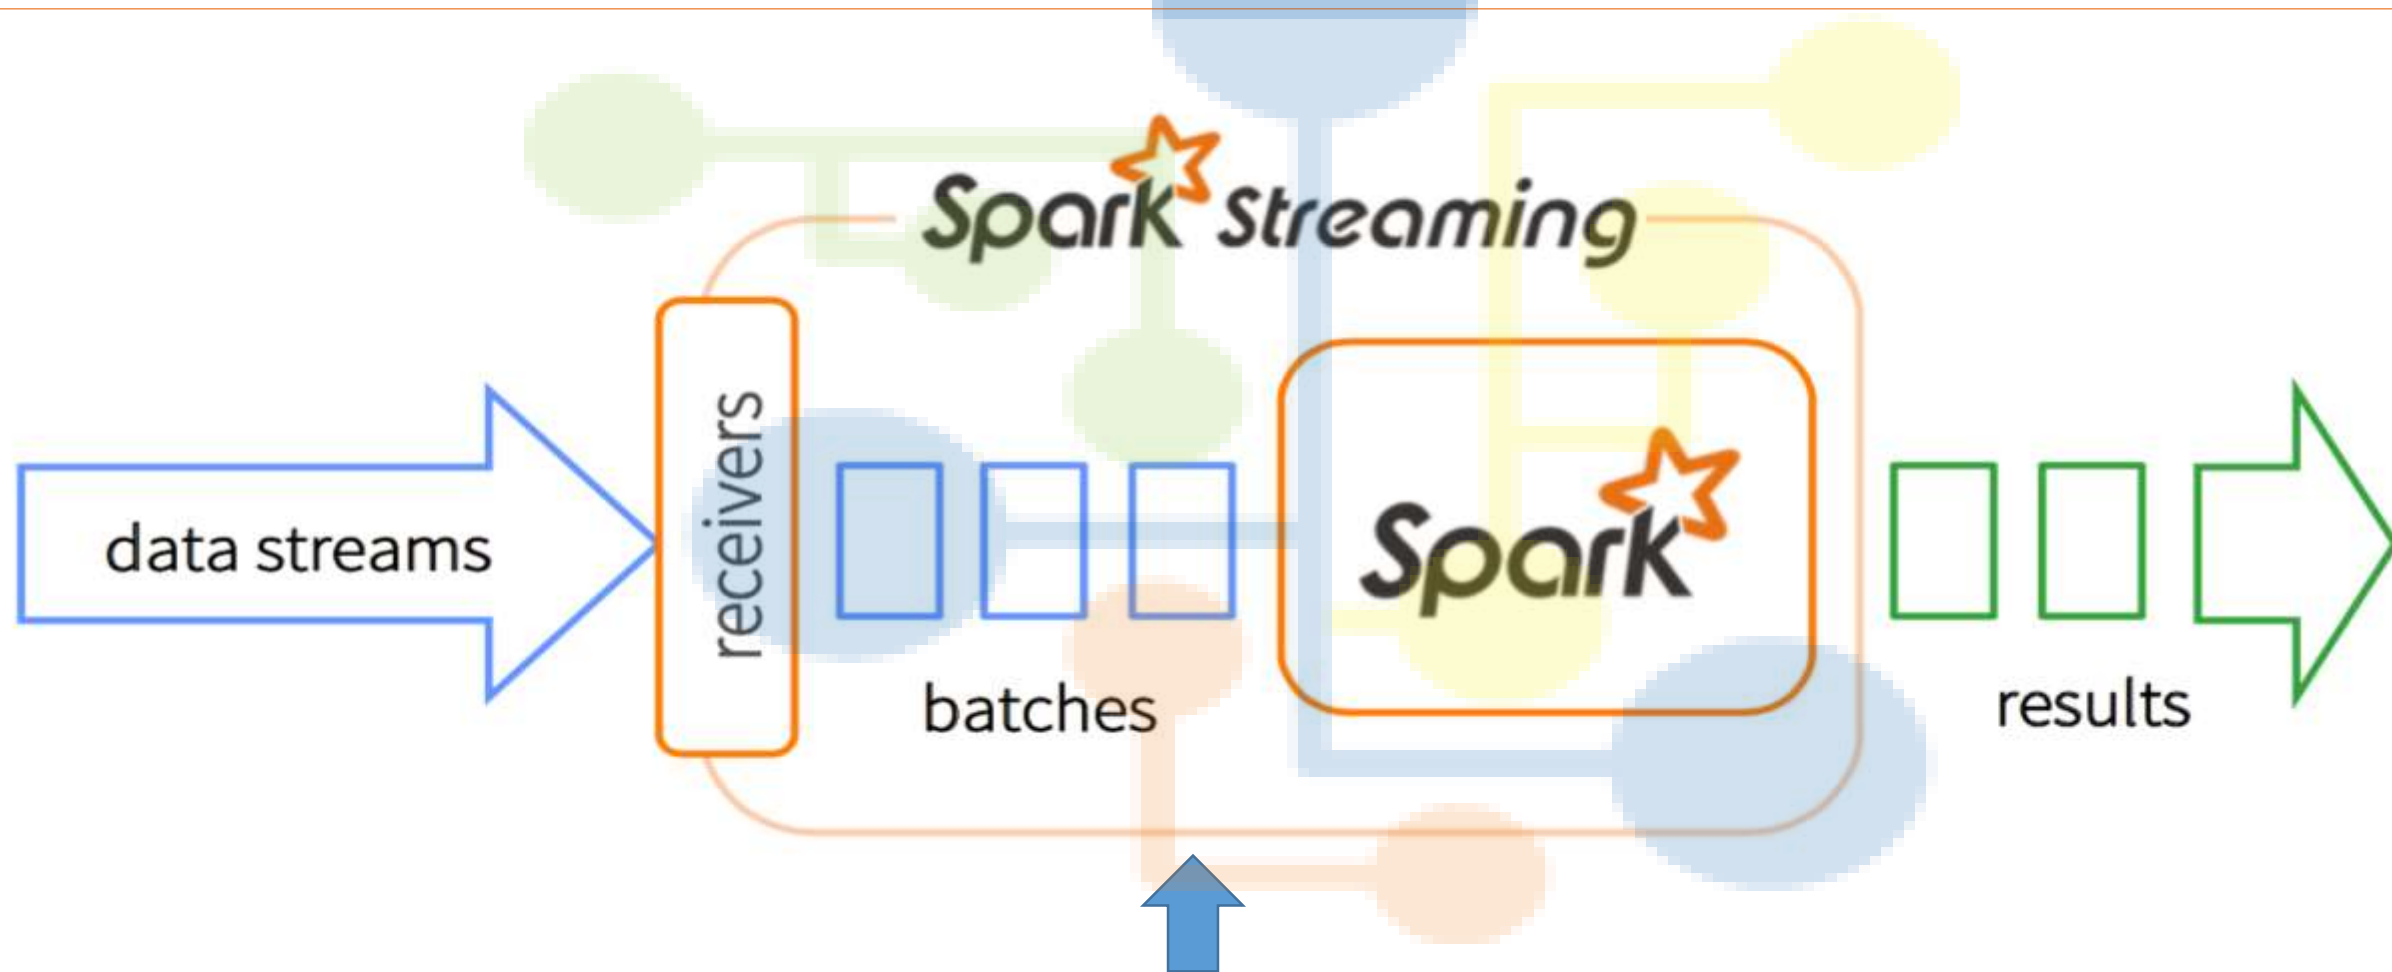 Spark Streaming
data streams
receivers
batches
Spark
results